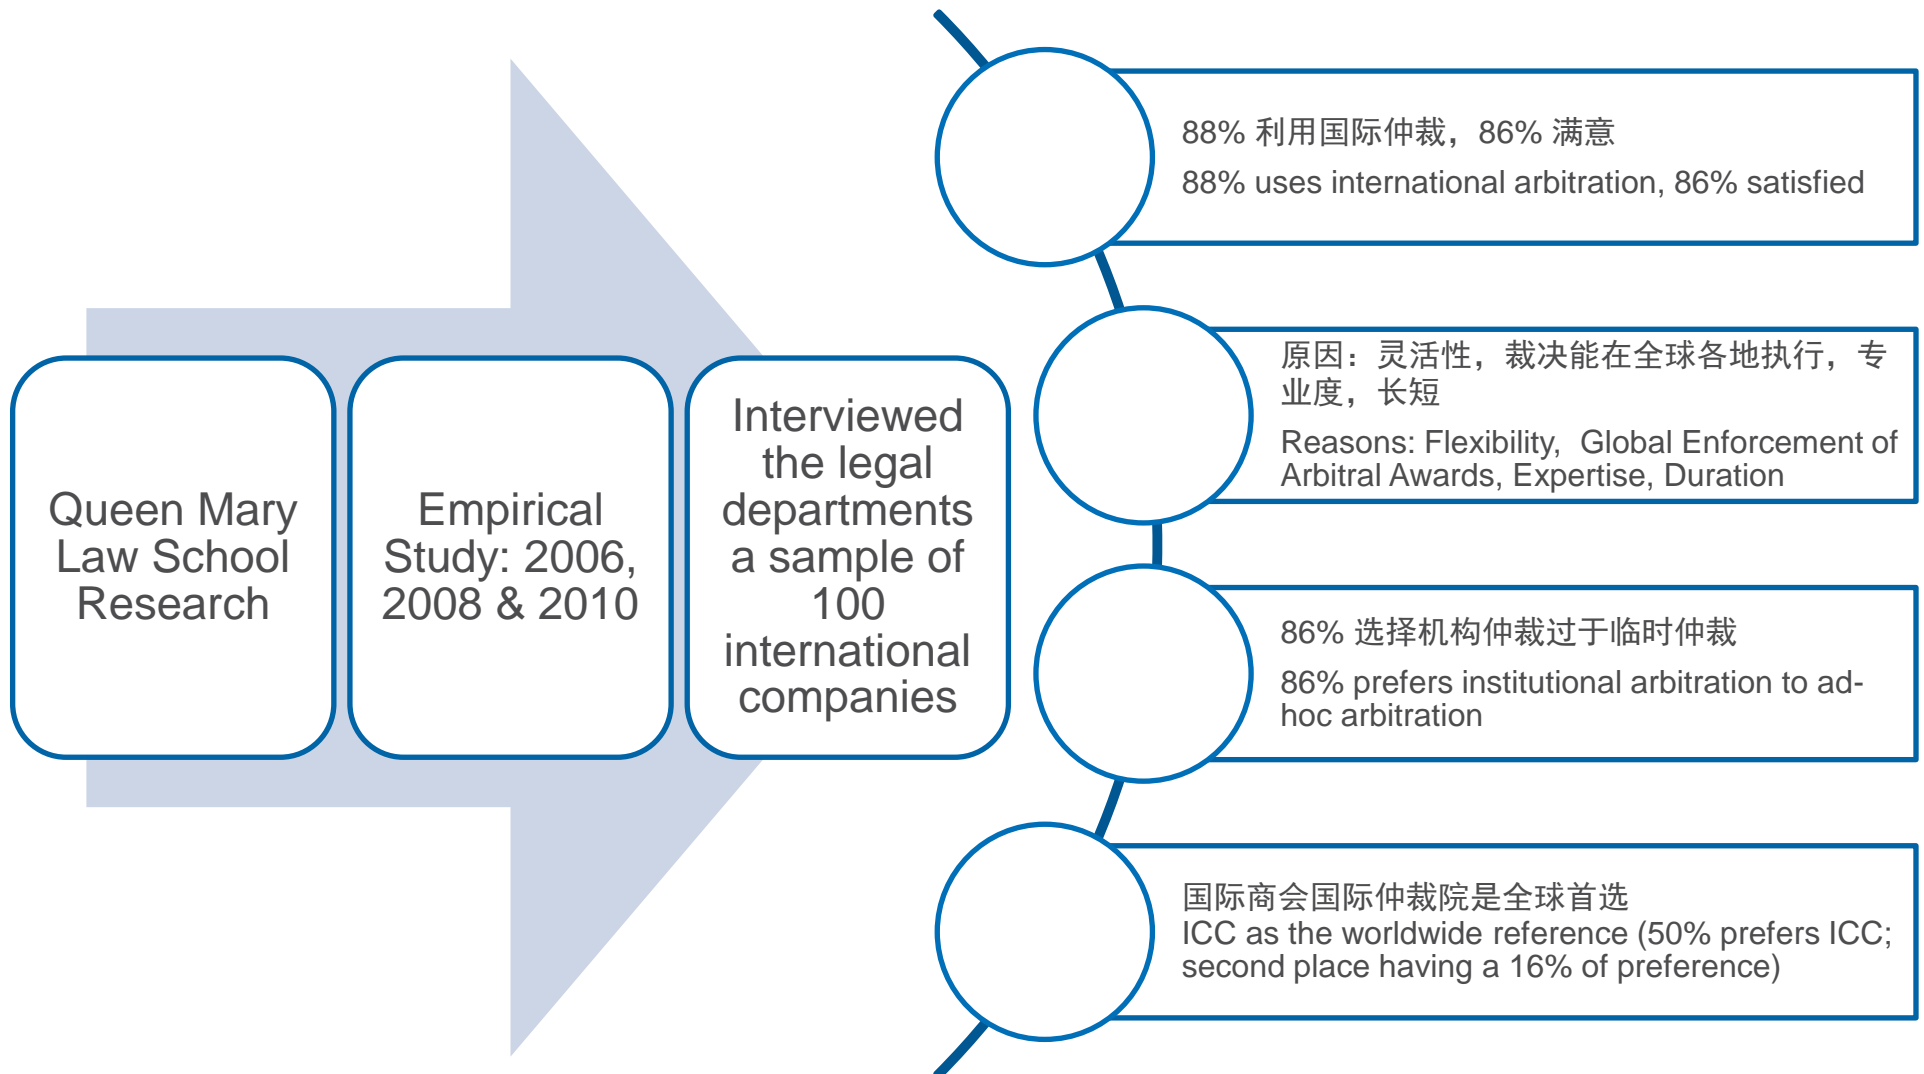 Queen Mary
Law School
Research
Empirical
Study: 2006,
2008 & 2010
Interviewed
the legal
departments
a sample of
100
international
companies
88% 利用国际仲裁，86% 满意
88% uses international arbitration, 86% satisfied
原因：灵活性，裁决能在全球各地执行，专
业度，长短
Reasons: Flexibility, Global Enforcement of
Arbitral Awards, Expertise, Duration
86% 选择机构仲裁过于临时仲裁
86% prefers institutional arbitration to ad-
hoc arbitration
国际商会国际仲裁院是全球首选
ICC as the worldwide reference (50% prefers ICC;
second place having a 16% of preference)